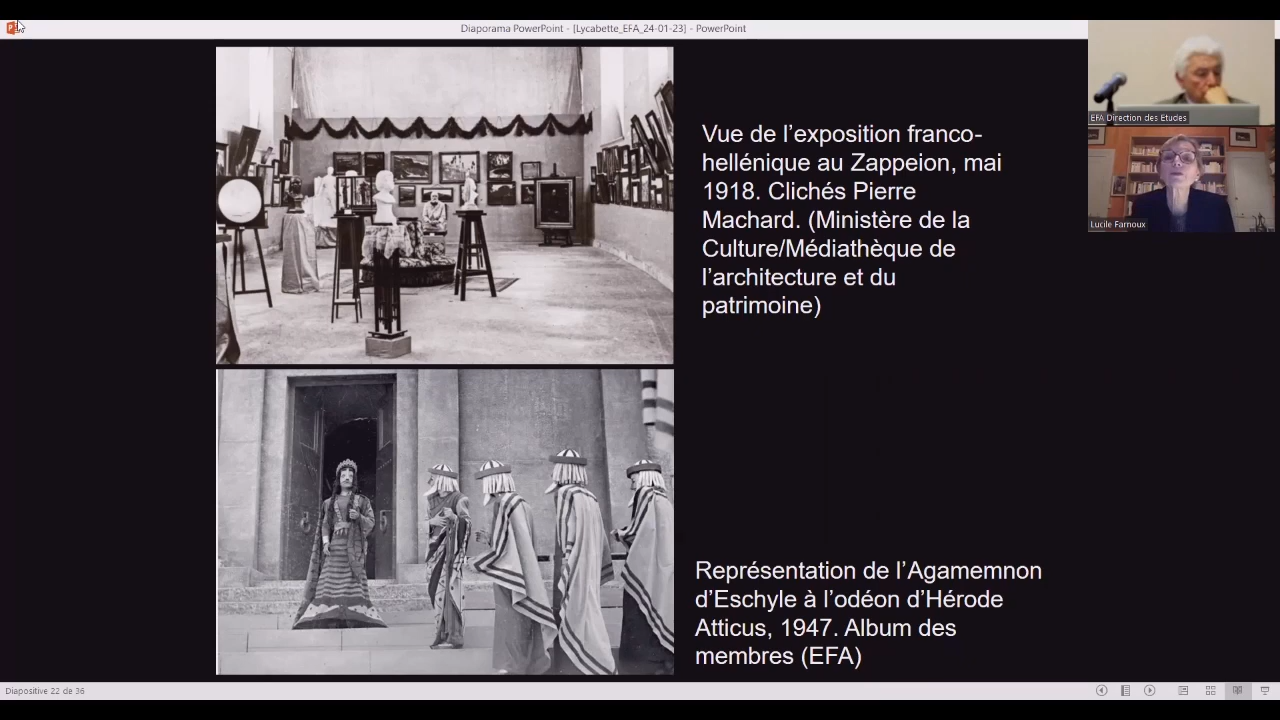 Diaporama PowerPoint - [Lycabette_EFA_24-01-23] - PowerPoint
EFA Direction des Etudes
Lucile Farnoux
Vue de l’exposition franco-
hellénique au Zappeion, mai
1918. Clichés Pierre
Machard. (Ministère de la
Culture/Médiathèque de
l’architecture et du
patrimoine)
Représentation de l’Agamemnon
d’Eschyle à l’odéon d’Hérode
Atticus, 1947. Album des
membres (EFA)
Diapositive 22 de 36